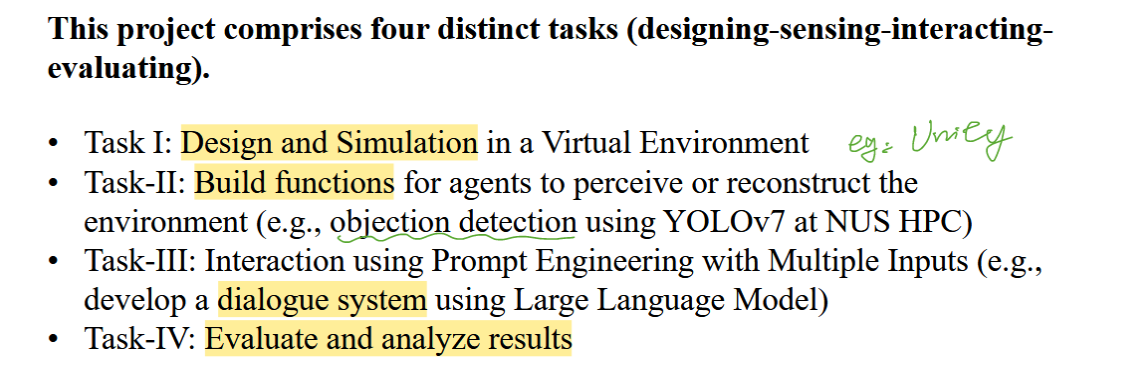 This project comprises four distinct tasks (designing-sensing-interacting-
evaluating).
• Task I: Design and Simulation in a Virtual Environment eg: Unity
• Task-II: Build functions for agents to perceive or reconstruct the
environment (e.g., objection detection using YOLOv7 at NUS HPC)
• Task-III: Interaction using Prompt Engineering with Multiple Inputs (e.g.,
develop a dialogue system using Large Language Model)
• Task-IV: Evaluate and analyze results